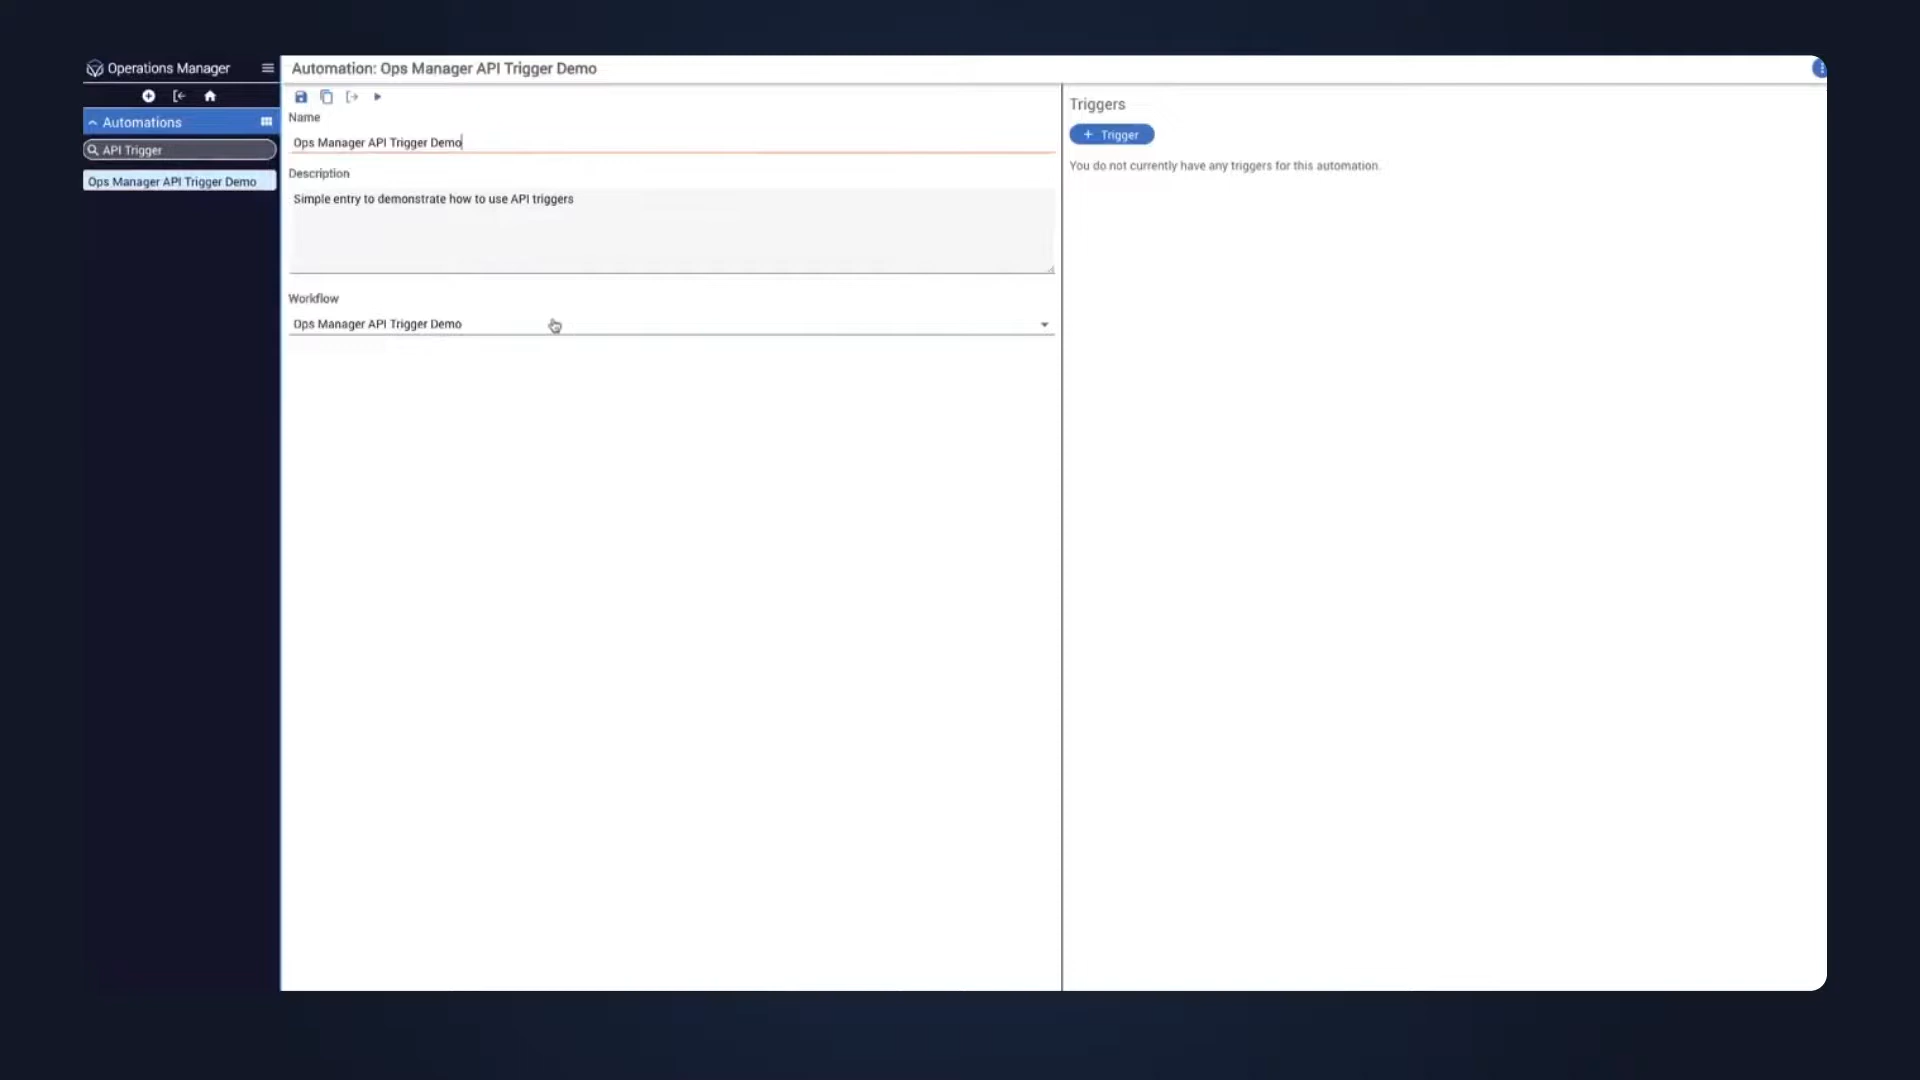 Operations Manager
Automations
API Trigger
Ops Manager API Trigger Demo
Automation: Ops Manager API Trigger Demo
Name
Ops Manager API Trigger Demo
Description
Simple entry to demonstrate how to use API triggers
Workflow
Ops Manager API Trigger Demo
Triggers
+ Trigger
You do not currently have any triggers for this automation.